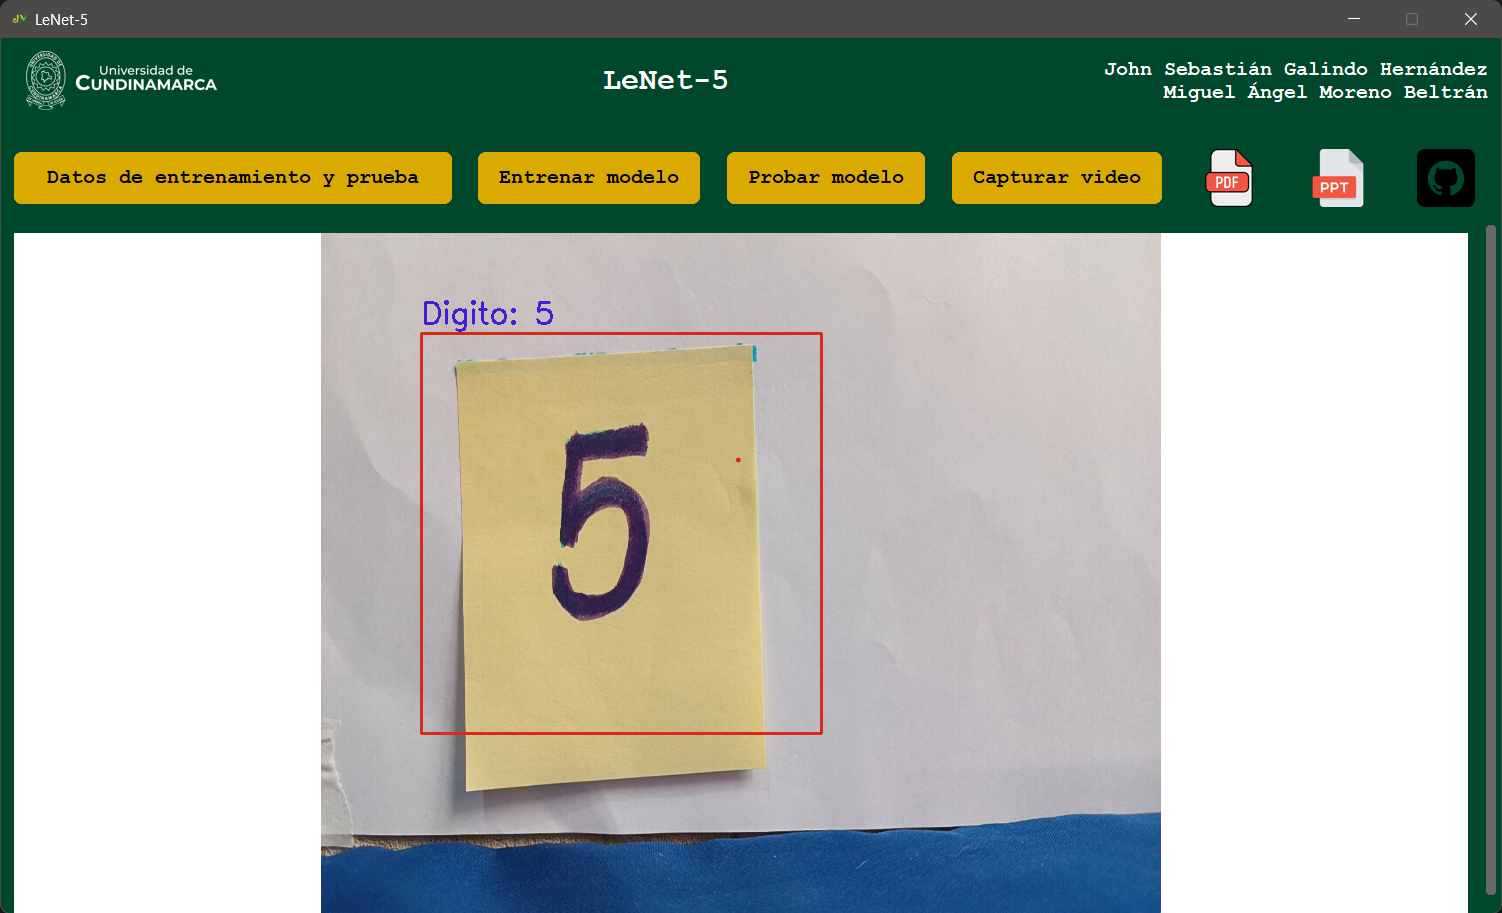 LeNet-5
Universidad de
CUNDINAMARCA
LeNet-5
John Sebastián Galindo Hernández
Miguel Ángel Moreno Beltrán
Datos de entrenamiento y prueba
Entrenar modelo
Probar modelo
Capturar video
PDF
PPT
Digito: 5
5